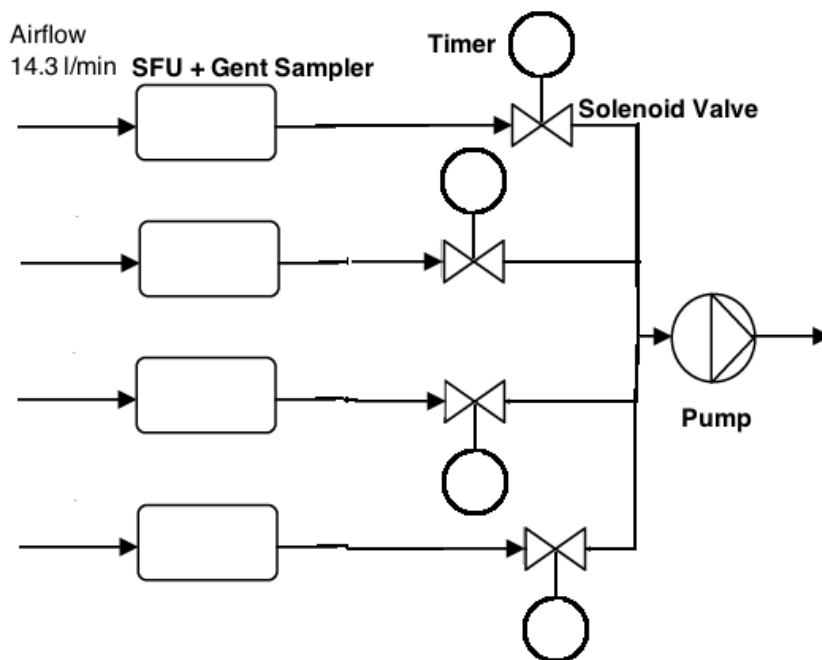 Airflow
14.3 l/min
SFU + Gent Sampler
Timer
Solenoid Valve
Pump